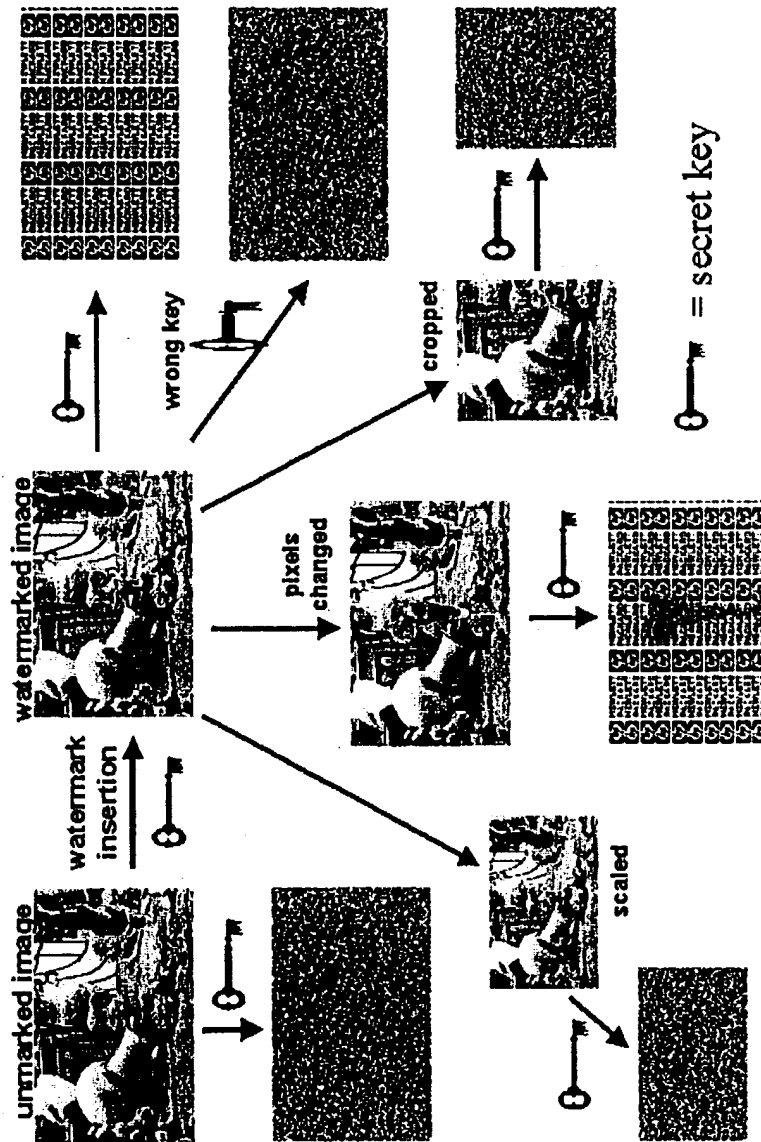 unmarked image
watermark
insertion
watermarked image
wrong key
pixels
changed
cropped
scaled
= secret key